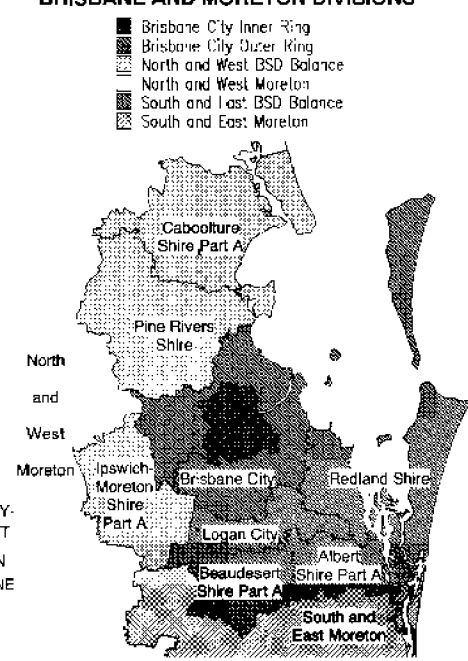 BRISBANE AND MORETON DIVISIONS
Brisbane City Inner Ring
Brisbane City Outer Ring
North and West BSD Balance
North and West Moreton
South and East BSD Balance
South and East Moreton
Caboolture
Shire Part A
Pine Rivers
Shire
North
and
West
Moreton
Ipswich-
Moreton
Shire
Part A
Brisbane City
Redland Shire
Logan City
Albert
Shire Part A
Beaudesert
Shire Part A
South and
East Moreton
Y-
T
N
NE